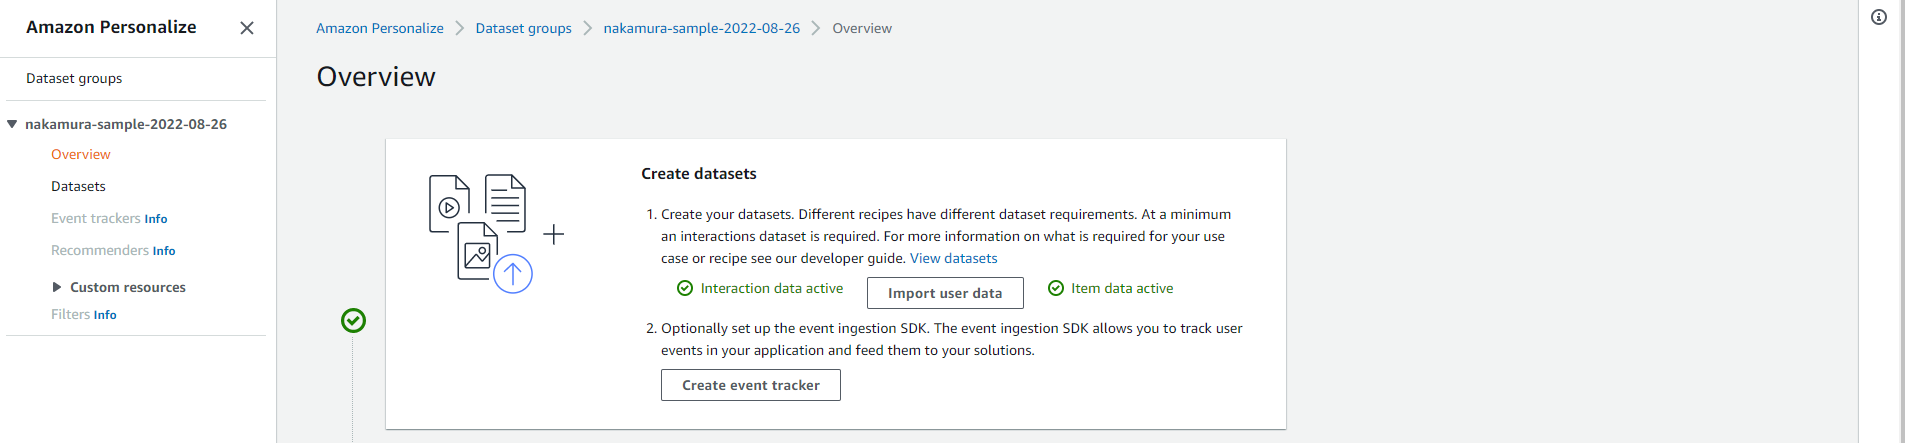 Amazon Personalize
Dataset groups
nakamura-sample-2022-08-26
Overview
Datasets
Event trackers Info
Recommenders Info
Custom resources
Filters Info
Amazon Personalize > Dataset groups > nakamura-sample-2022-08-26 > Overview
Overview
Create datasets
1. Create your datasets. Different recipes have different dataset requirements. At a minimum
an interactions dataset is required. For more information on what is required for your use
case or recipe see our developer guide. View datasets
Interaction data active Import user data Item data active
2. Optionally set up the event ingestion SDK. The event ingestion SDK allows you to track user
events in your application and feed them to your solutions.
Create event tracker